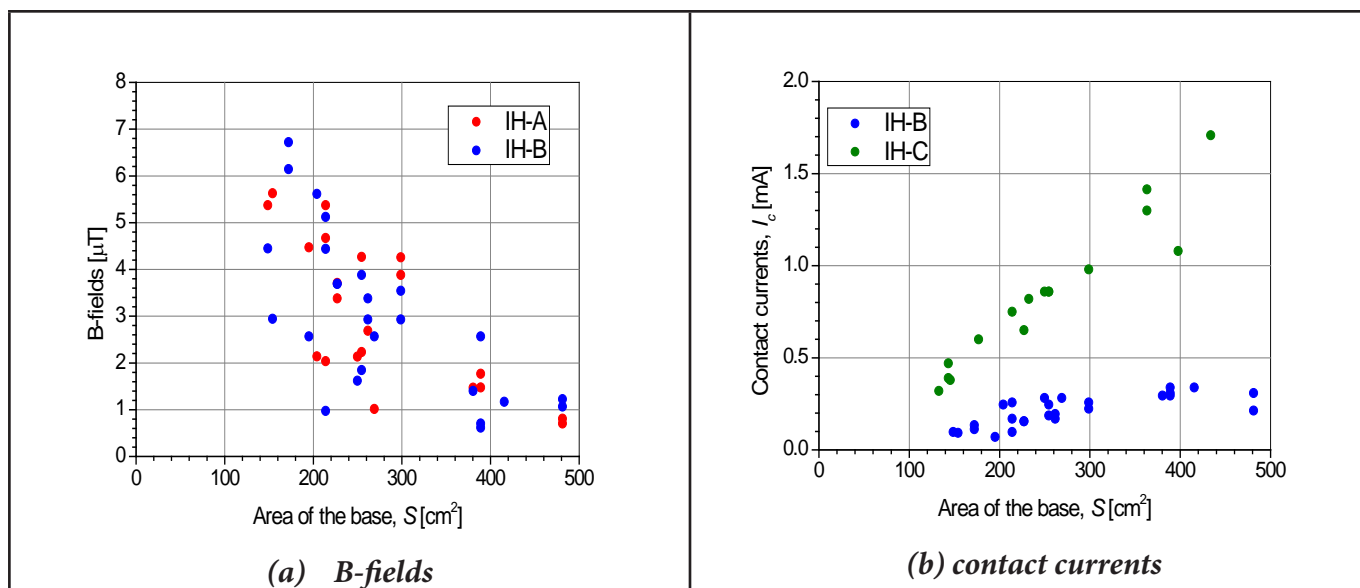 8
7
6
5
4
3
2
1
0
B-fields [μT]
IH-A
IH-B
0 100 200 300 400 500
Area of the base, S [cm²]
(a) B-fields
2.0
1.5
1.0
0.5
0.0
Contact currents, I_c [mA]
IH-B
IH-C
0 100 200 300 400 500
Area of the base, S [cm²]
(b) contact currents